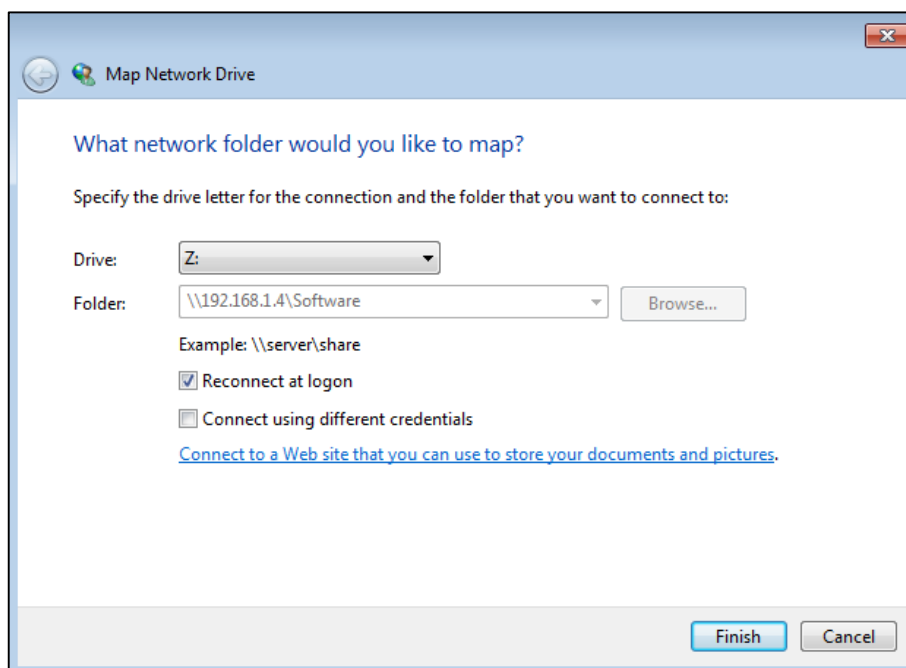 Map Network Drive
What network folder would you like to map?
Specify the drive letter for the connection and the folder that you want to connect to:
Drive: Z:
Folder: \\192.168.1.4\Software Browse...
Example: \\server\share
Reconnect at logon
Connect using different credentials
Connect to a Web site that you can use to store your documents and pictures.
Finish Cancel